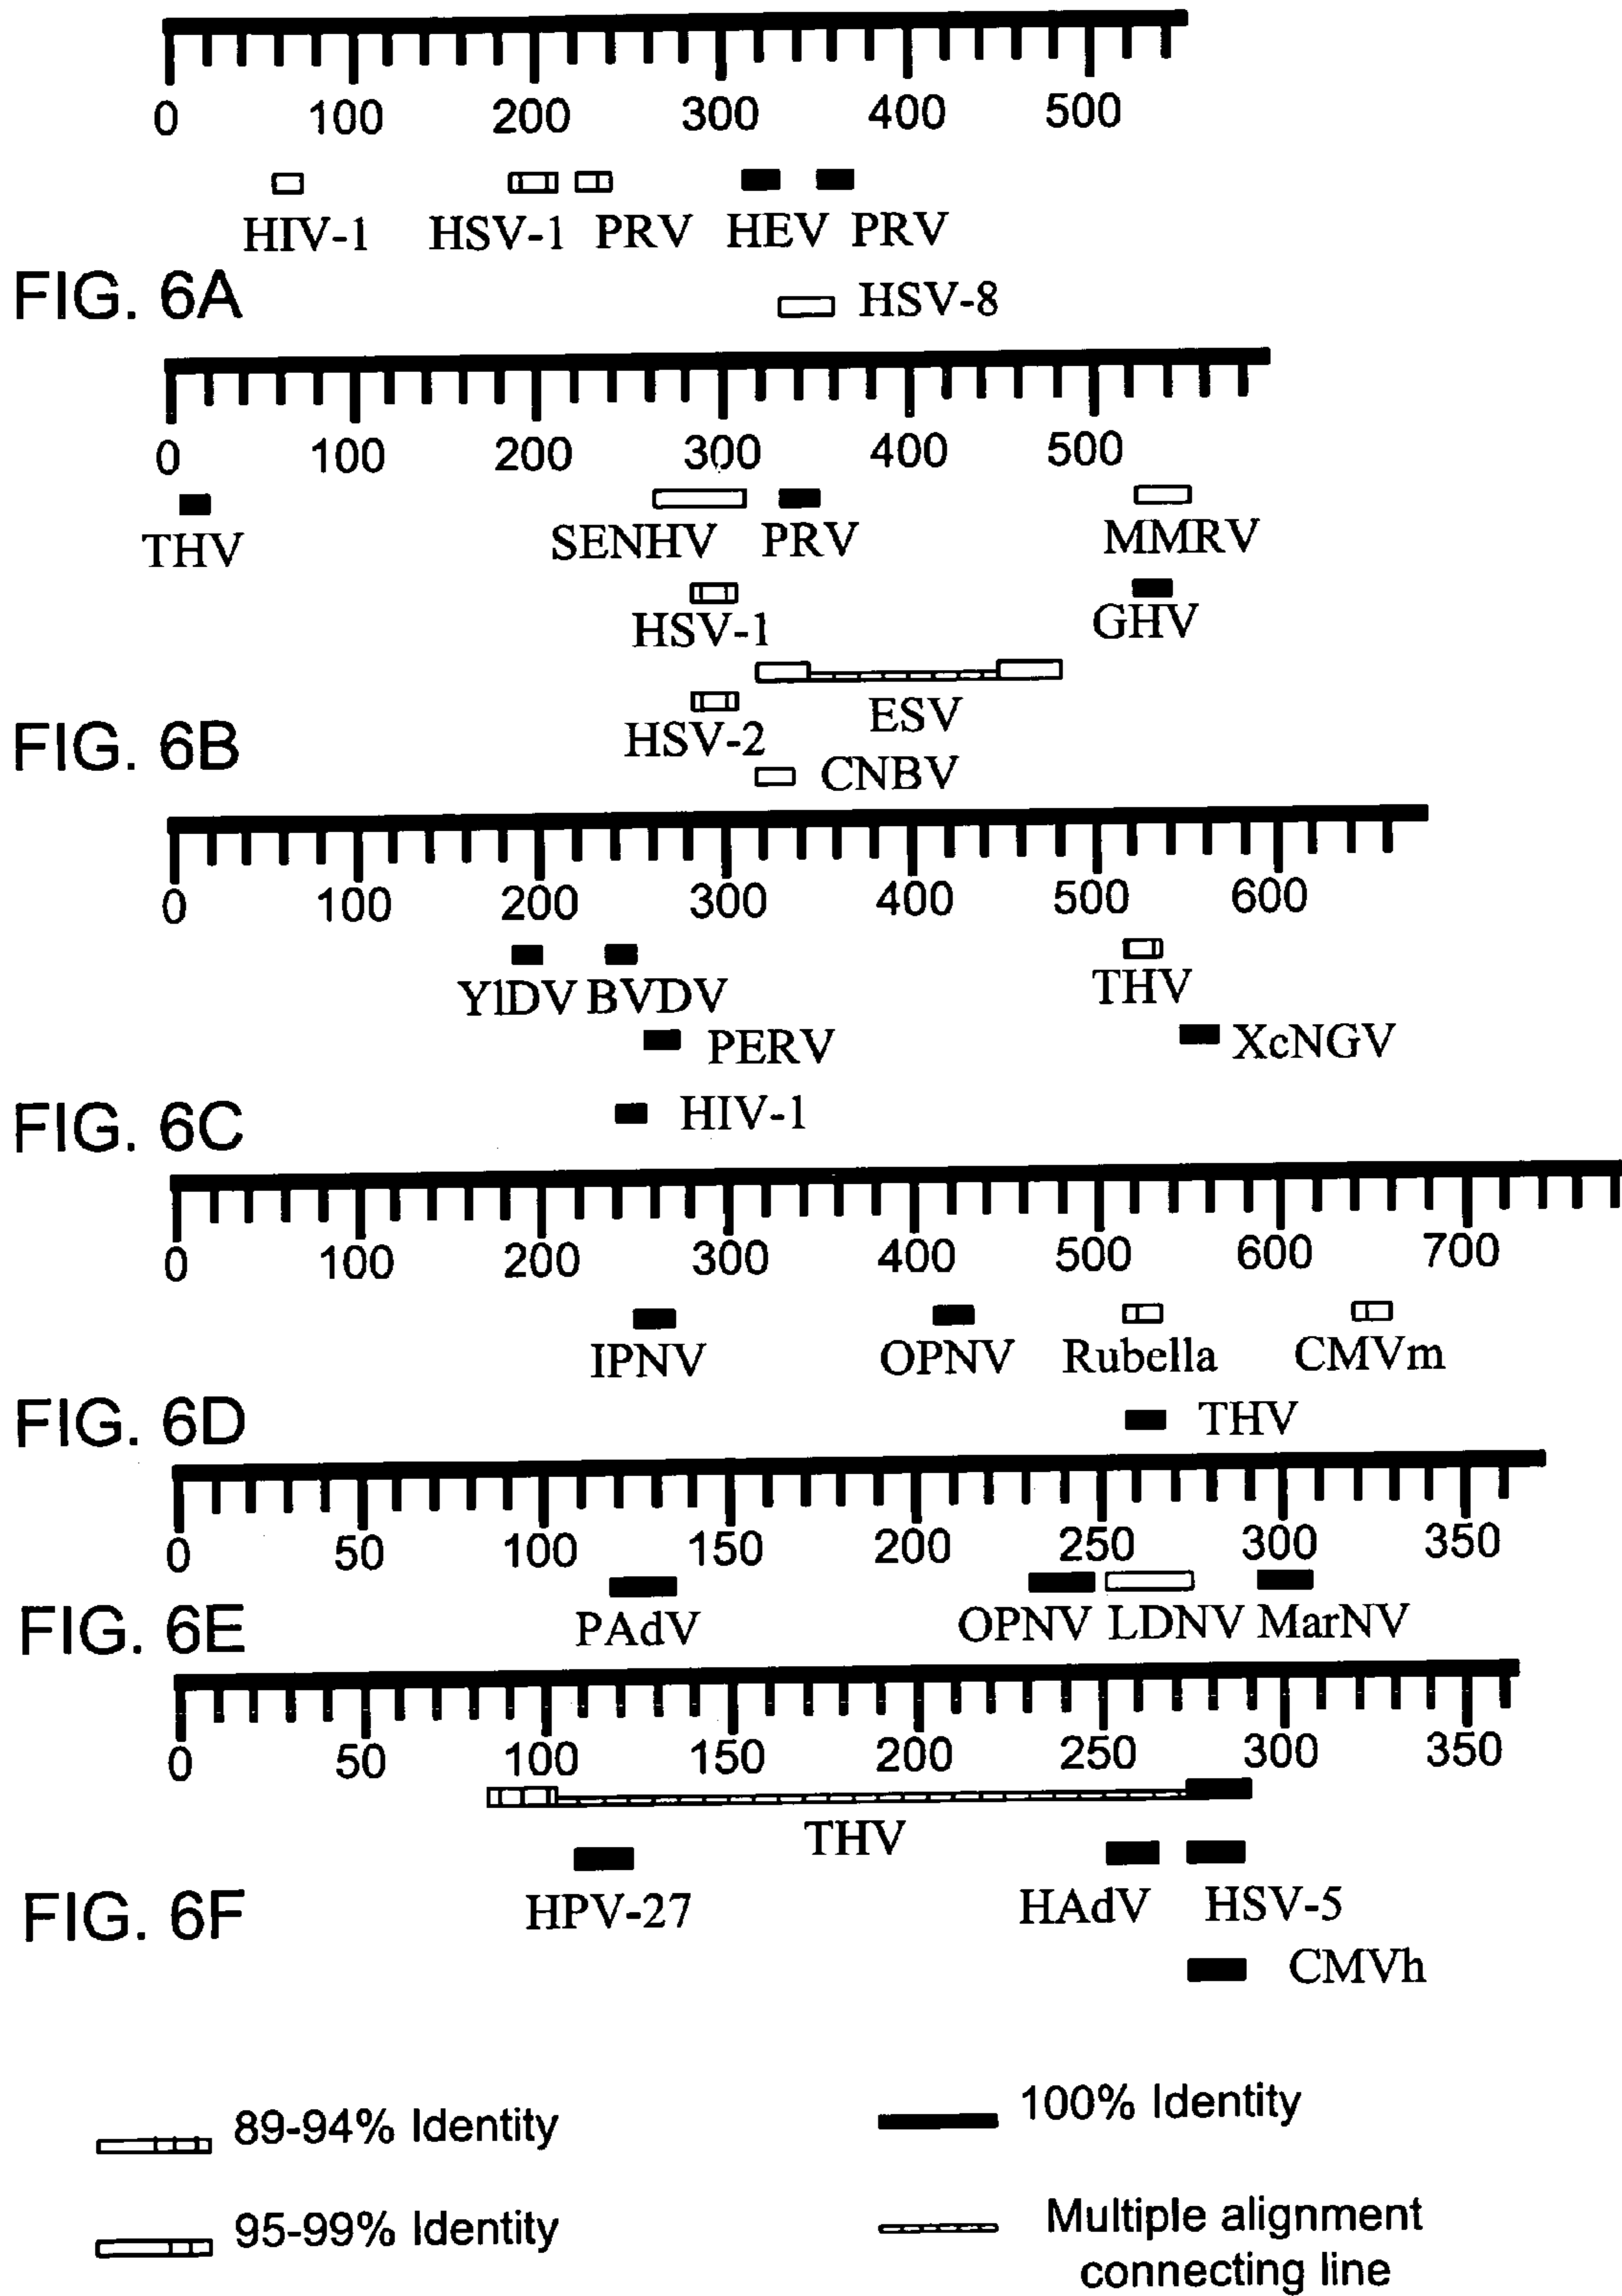 0 100 200 300 400 500
HIV-1 HSV-1 PRV HEV PRV
FIG. 6A
HSV-8
0 100 200 300 400 500
THV SENHV PRV MMRV
HSV-1 GHV
ESV
HSV-2
FIG. 6B
CNBV
0 100 200 300 400 500 600
YlDV BVDV THV
PERV XcNGV
HIV-1
FIG. 6C
0 100 200 300 400 500 600 700
IPNV OPNV Rubella CMVm
FIG. 6D
THV
0 50 100 150 200 250 300 350
PAdV OPNV LDNV MarNV
FIG. 6E
0 50 100 150 200 250 300 350
THV
HPV-27 HAdV HSV-5
FIG. 6F
CMVh
89-94% Identity
100% Identity
95-99% Identity
Multiple alignment
connecting line